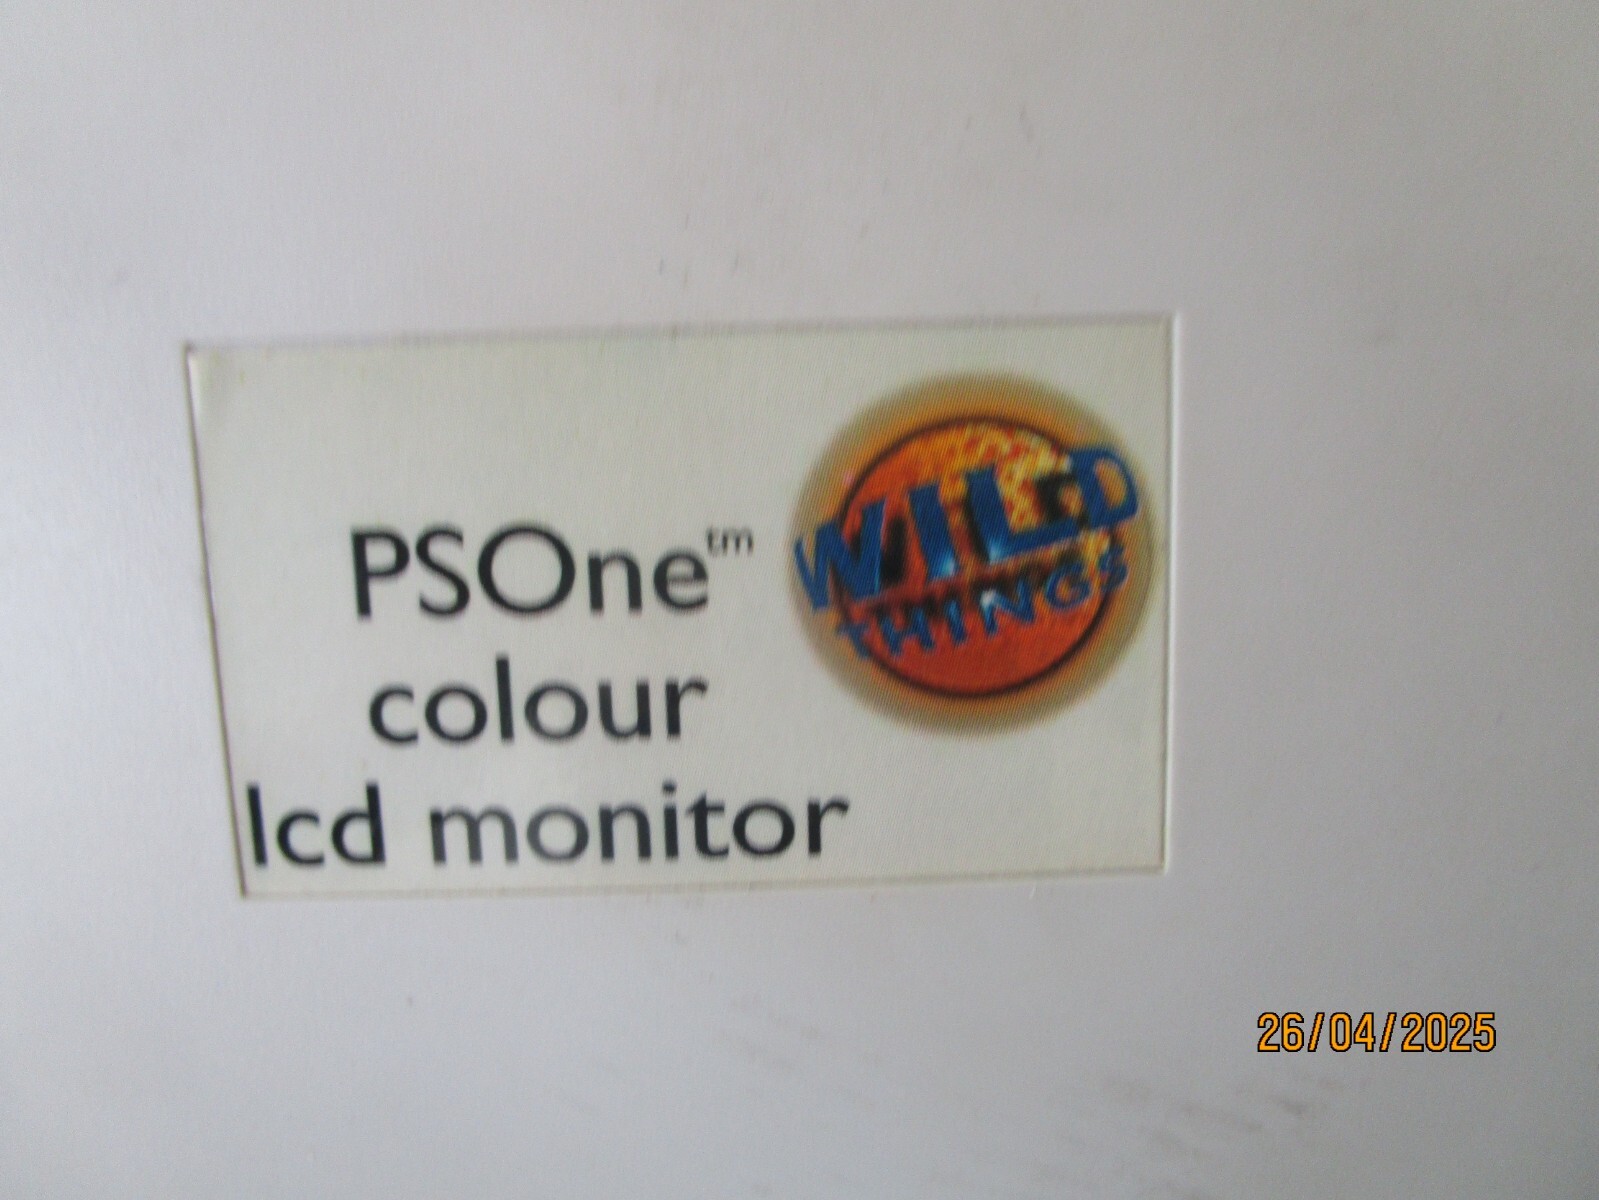 PSOne™
colour
lcd monitor
WILD
tHINGS
26/04/2025